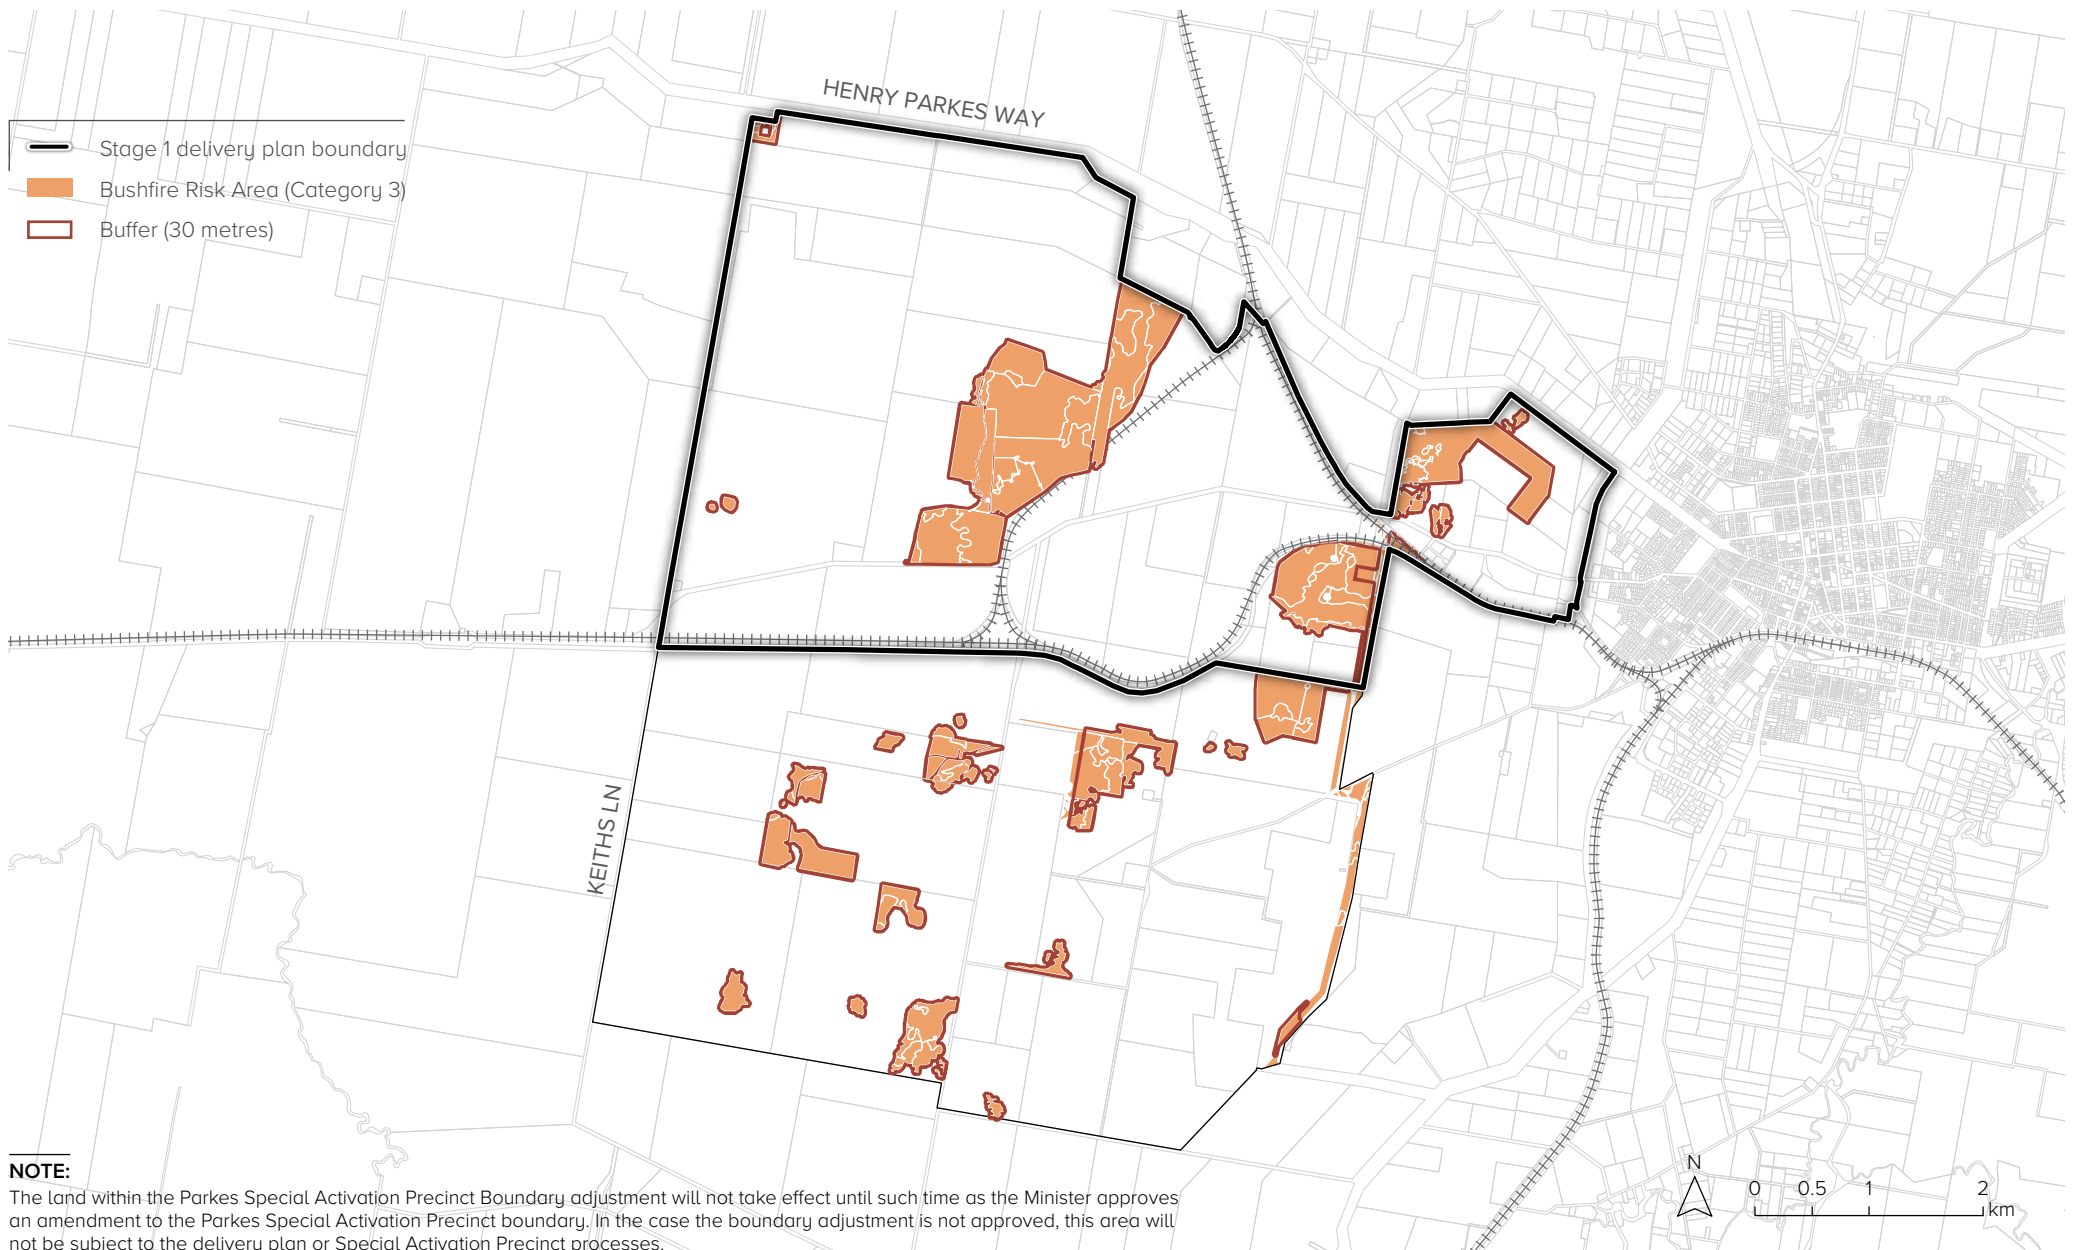 HENRY PARKES WAY
Stage 1 delivery plan boundary
Bushfire Risk Area (Category 3)
Buffer (30 metres)
KEITHS LN
NOTE:
The land within the Parkes Special Activation Precinct Boundary adjustment will not take effect until such time as the Minister approves
an amendment to the Parkes Special Activation Precinct boundary. In the case the boundary adjustment is not approved, this area will
not be subject to the delivery plan or Special Activation Precinct processes.
N
0 0.5 1 2
km